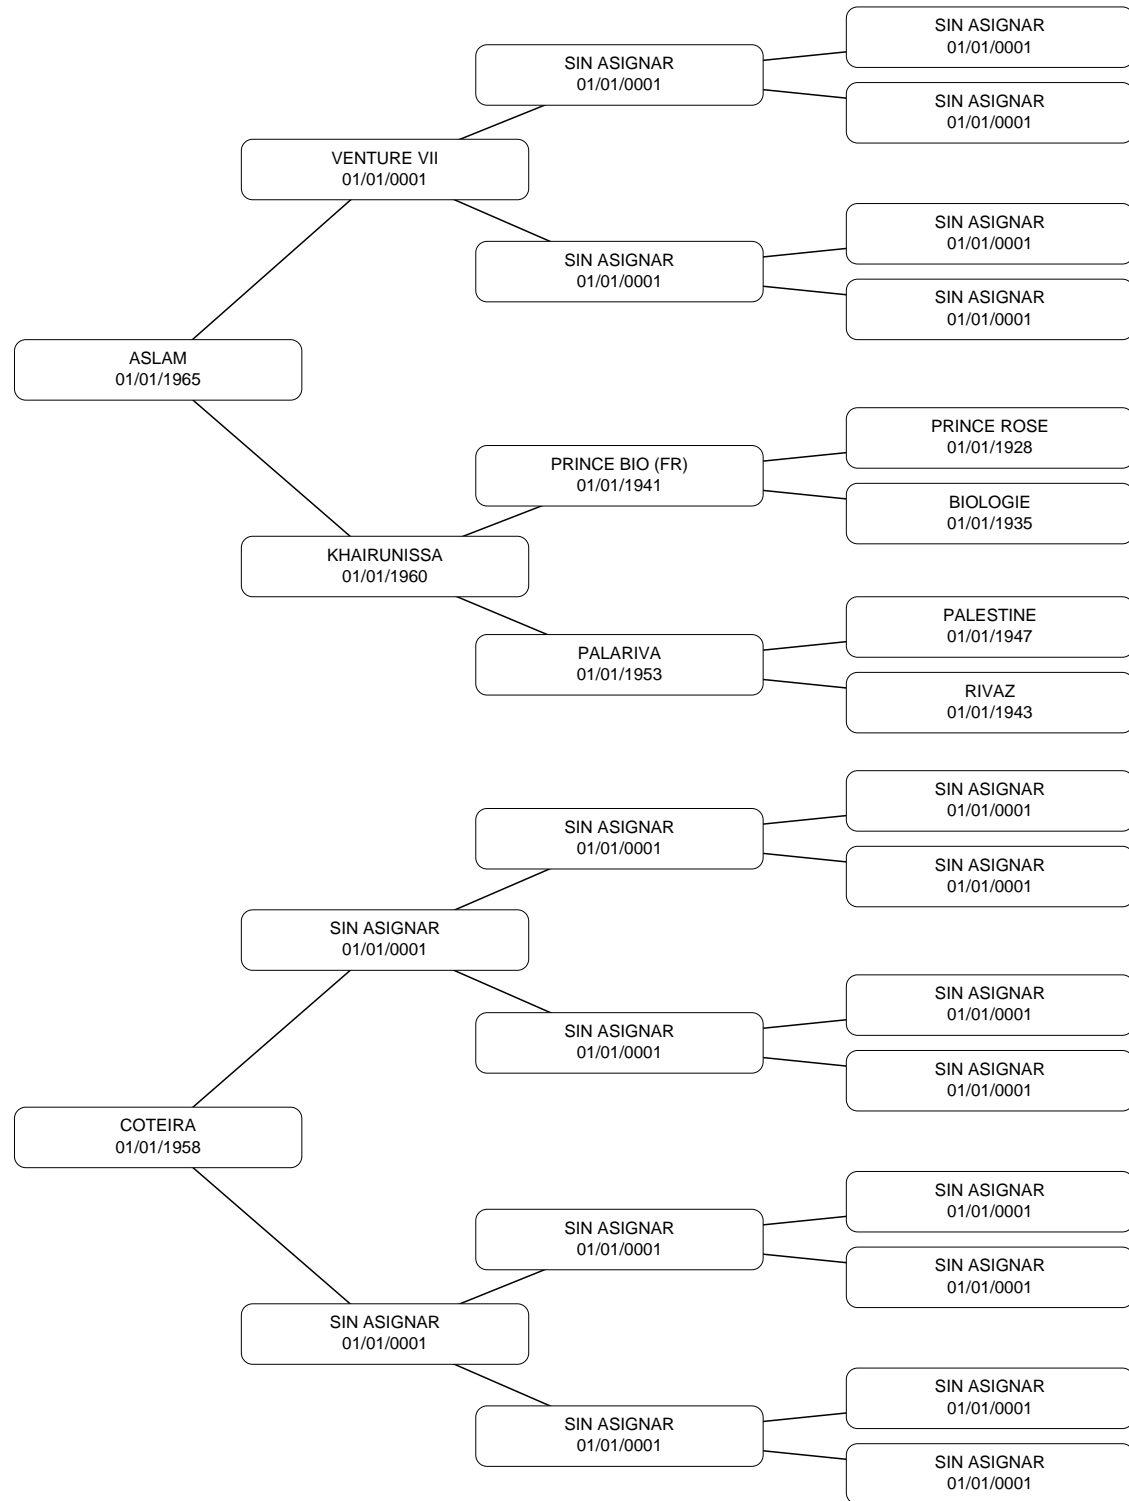 SIN ASIGNAR
01/01/0001
SIN ASIGNAR
01/01/0001
SIN ASIGNAR
01/01/0001
VENTURE VII
01/01/0001
SIN ASIGNAR
01/01/0001
SIN ASIGNAR
01/01/0001
SIN ASIGNAR
01/01/0001
ASLAM
01/01/1965
PRINCE ROSE
01/01/1928
PRINCE BIO (FR)
01/01/1941
BIOLOGIE
01/01/1935
KHAIRUNISSA
01/01/1960
PALESTINE
01/01/1947
PALARIVA
01/01/1953
RIVAZ
01/01/1943
SIN ASIGNAR
01/01/0001
SIN ASIGNAR
01/01/0001
SIN ASIGNAR
01/01/0001
SIN ASIGNAR
01/01/0001
SIN ASIGNAR
01/01/0001
SIN ASIGNAR
01/01/0001
SIN ASIGNAR
01/01/0001
COTEIRA
01/01/1958
SIN ASIGNAR
01/01/0001
SIN ASIGNAR
01/01/0001
SIN ASIGNAR
01/01/0001
SIN ASIGNAR
01/01/0001
SIN ASIGNAR
01/01/0001
SIN ASIGNAR
01/01/0001
SIN ASIGNAR
01/01/0001